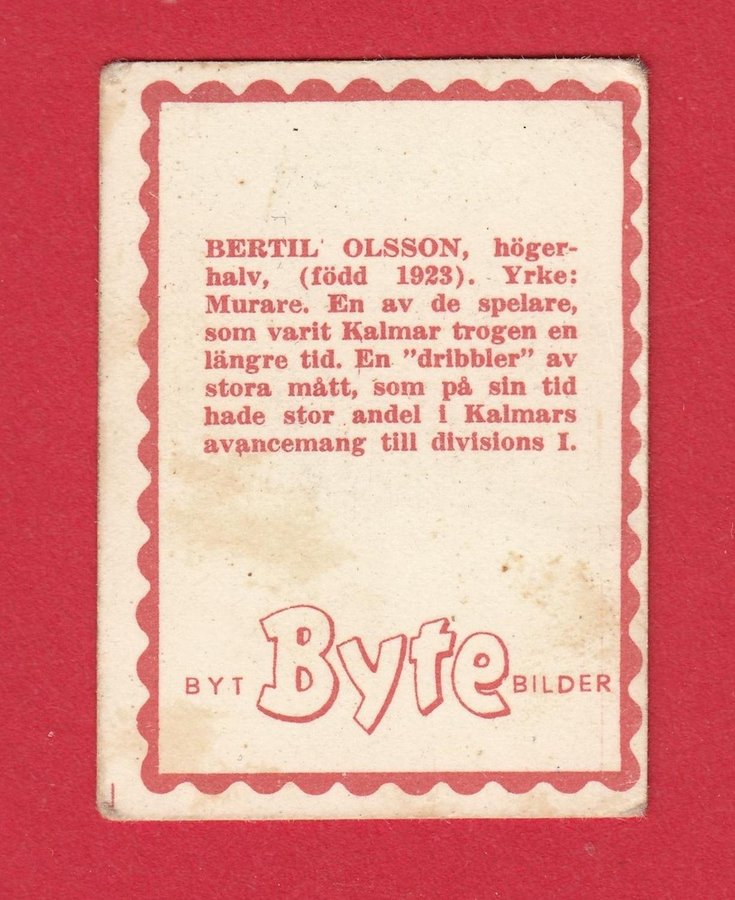 BERTIL OLSSON, höger-
halv, (född 1923). Yrke:
Murare. En av de spelare,
som varit Kalmar trogen en
längre tid. En ”dribbler” av
stora mått, som på sin tid
hade stor andel i Kalmars
avancemang till divisions I.
BYT Byte BILDER